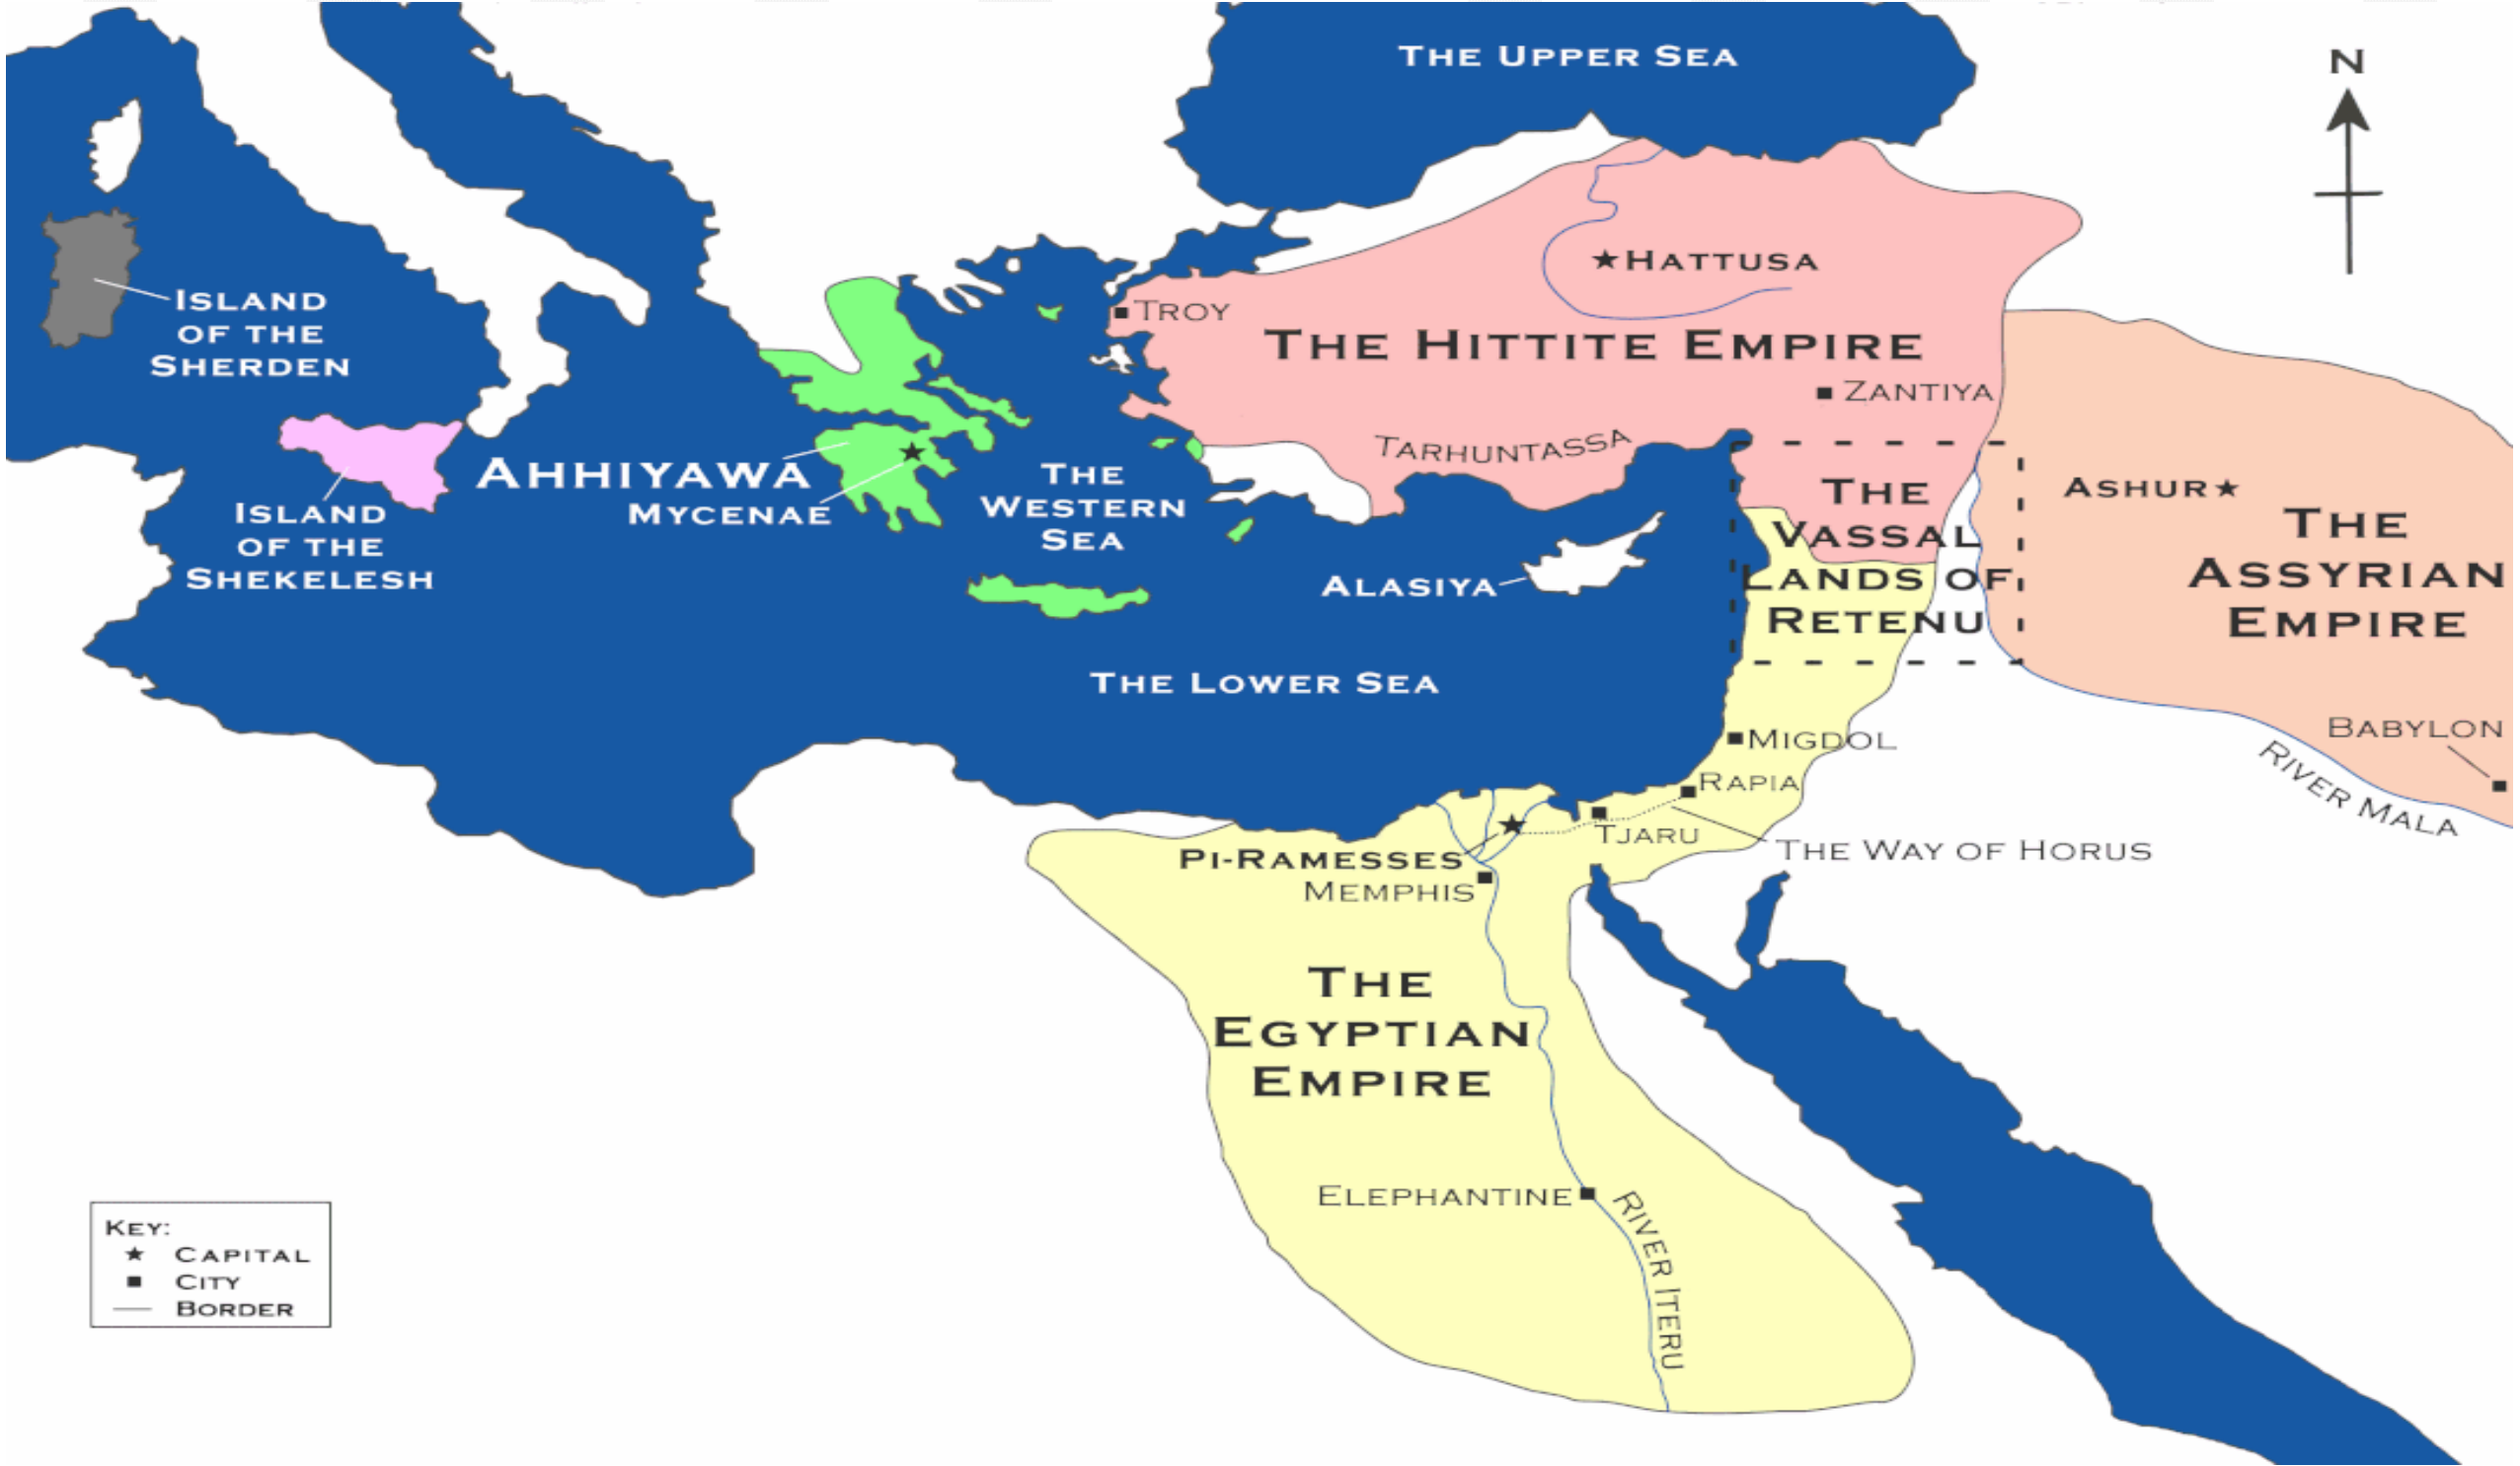 The Upper Sea
N
Hattusa
Troy
The Hittite Empire
Zantiya
Tarhuntassa
Island
of the
Sherden
Ahhiyawa
Mycenae
The
Western
Sea
Island
of the
Shekelesh
Alasiya
The
Vassal
Lands of
Retenu
Ashur
The
Assyrian
Empire
The Lower Sea
Migdol
Babylon
River Mala
Rapia
Tjaru
The Way of Horus
Pi-Ramesses
Memphis
The
Egyptian
Empire
Elephantine
River Iteru
Key:
Capital
City
Border